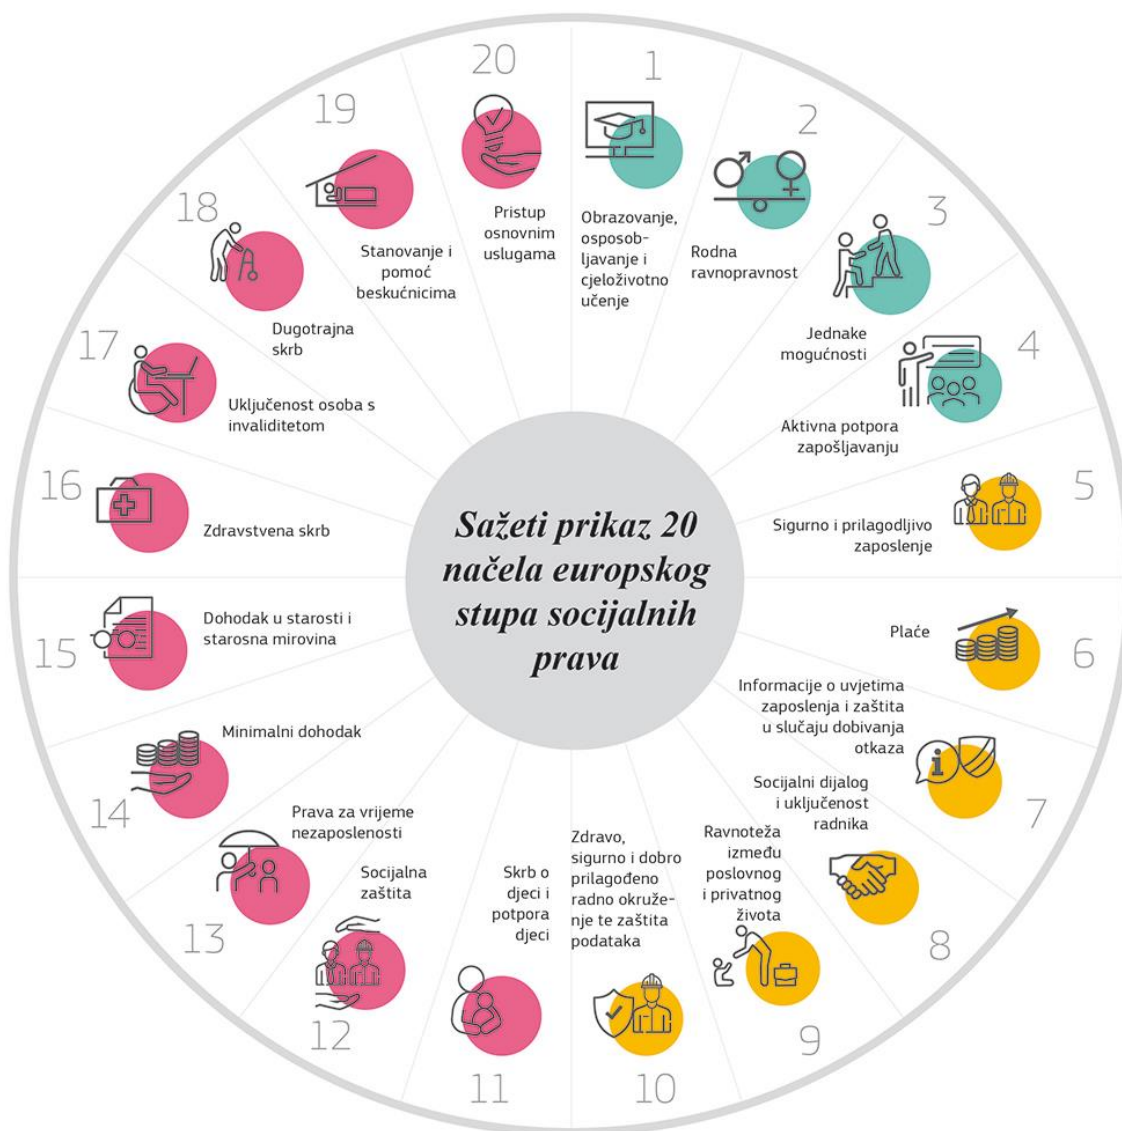 Sažeti prikaz 20
načela europskog
stupa socijalnih
prava
1
Obrazovanje,
osposob-
ljavanje i
cjeloživotno
učenje
2
Rodna
ravnopravnost
3
Jednake
mogućnosti
4
Aktivna potpora
zapošljavanju
5
Sigurno i prilagodljivo
zaposlenje
6
Plaće
7
Informacije o uvjetima
zaposlenja i zaštita
u slučaju dobivanja
otkaza
8
Socijalni dijalog
i uključenost
radnika
9
Ravnoteža
između
poslovnog
i privatnog
života
10
Zdravo,
sigurno i dobro
prilagođeno
radno okruže-
nje te zaštita
podataka
11
Skrb o
djeci i
potpora
djeci
12
Socijalna
zaštita
13
Prava za vrijeme
nezaposlenosti
14
Minimalni dohodak
15
Dohodak u starosti i
starosna mirovina
16
Zdravstvena skrb
17
Uključenost osoba s
invaliditetom
18
Dugotrajna
skrb
19
Stanovanje i
pomoć
beskućnicima
20
Pristup
osnovnim
uslugama